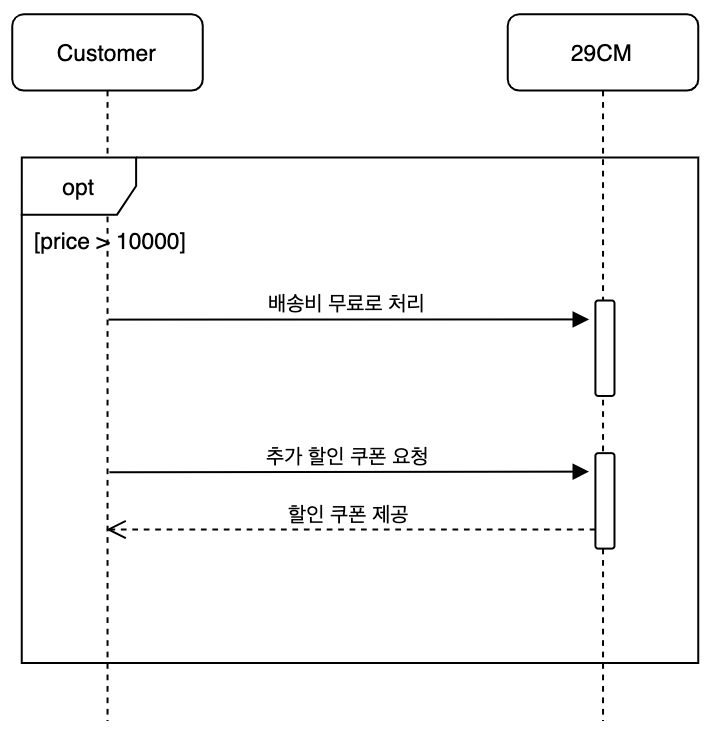 Customer
29CM
opt
[price > 10000]
배송비 무료로 처리
추가 할인 쿠폰 요청
할인 쿠폰 제공